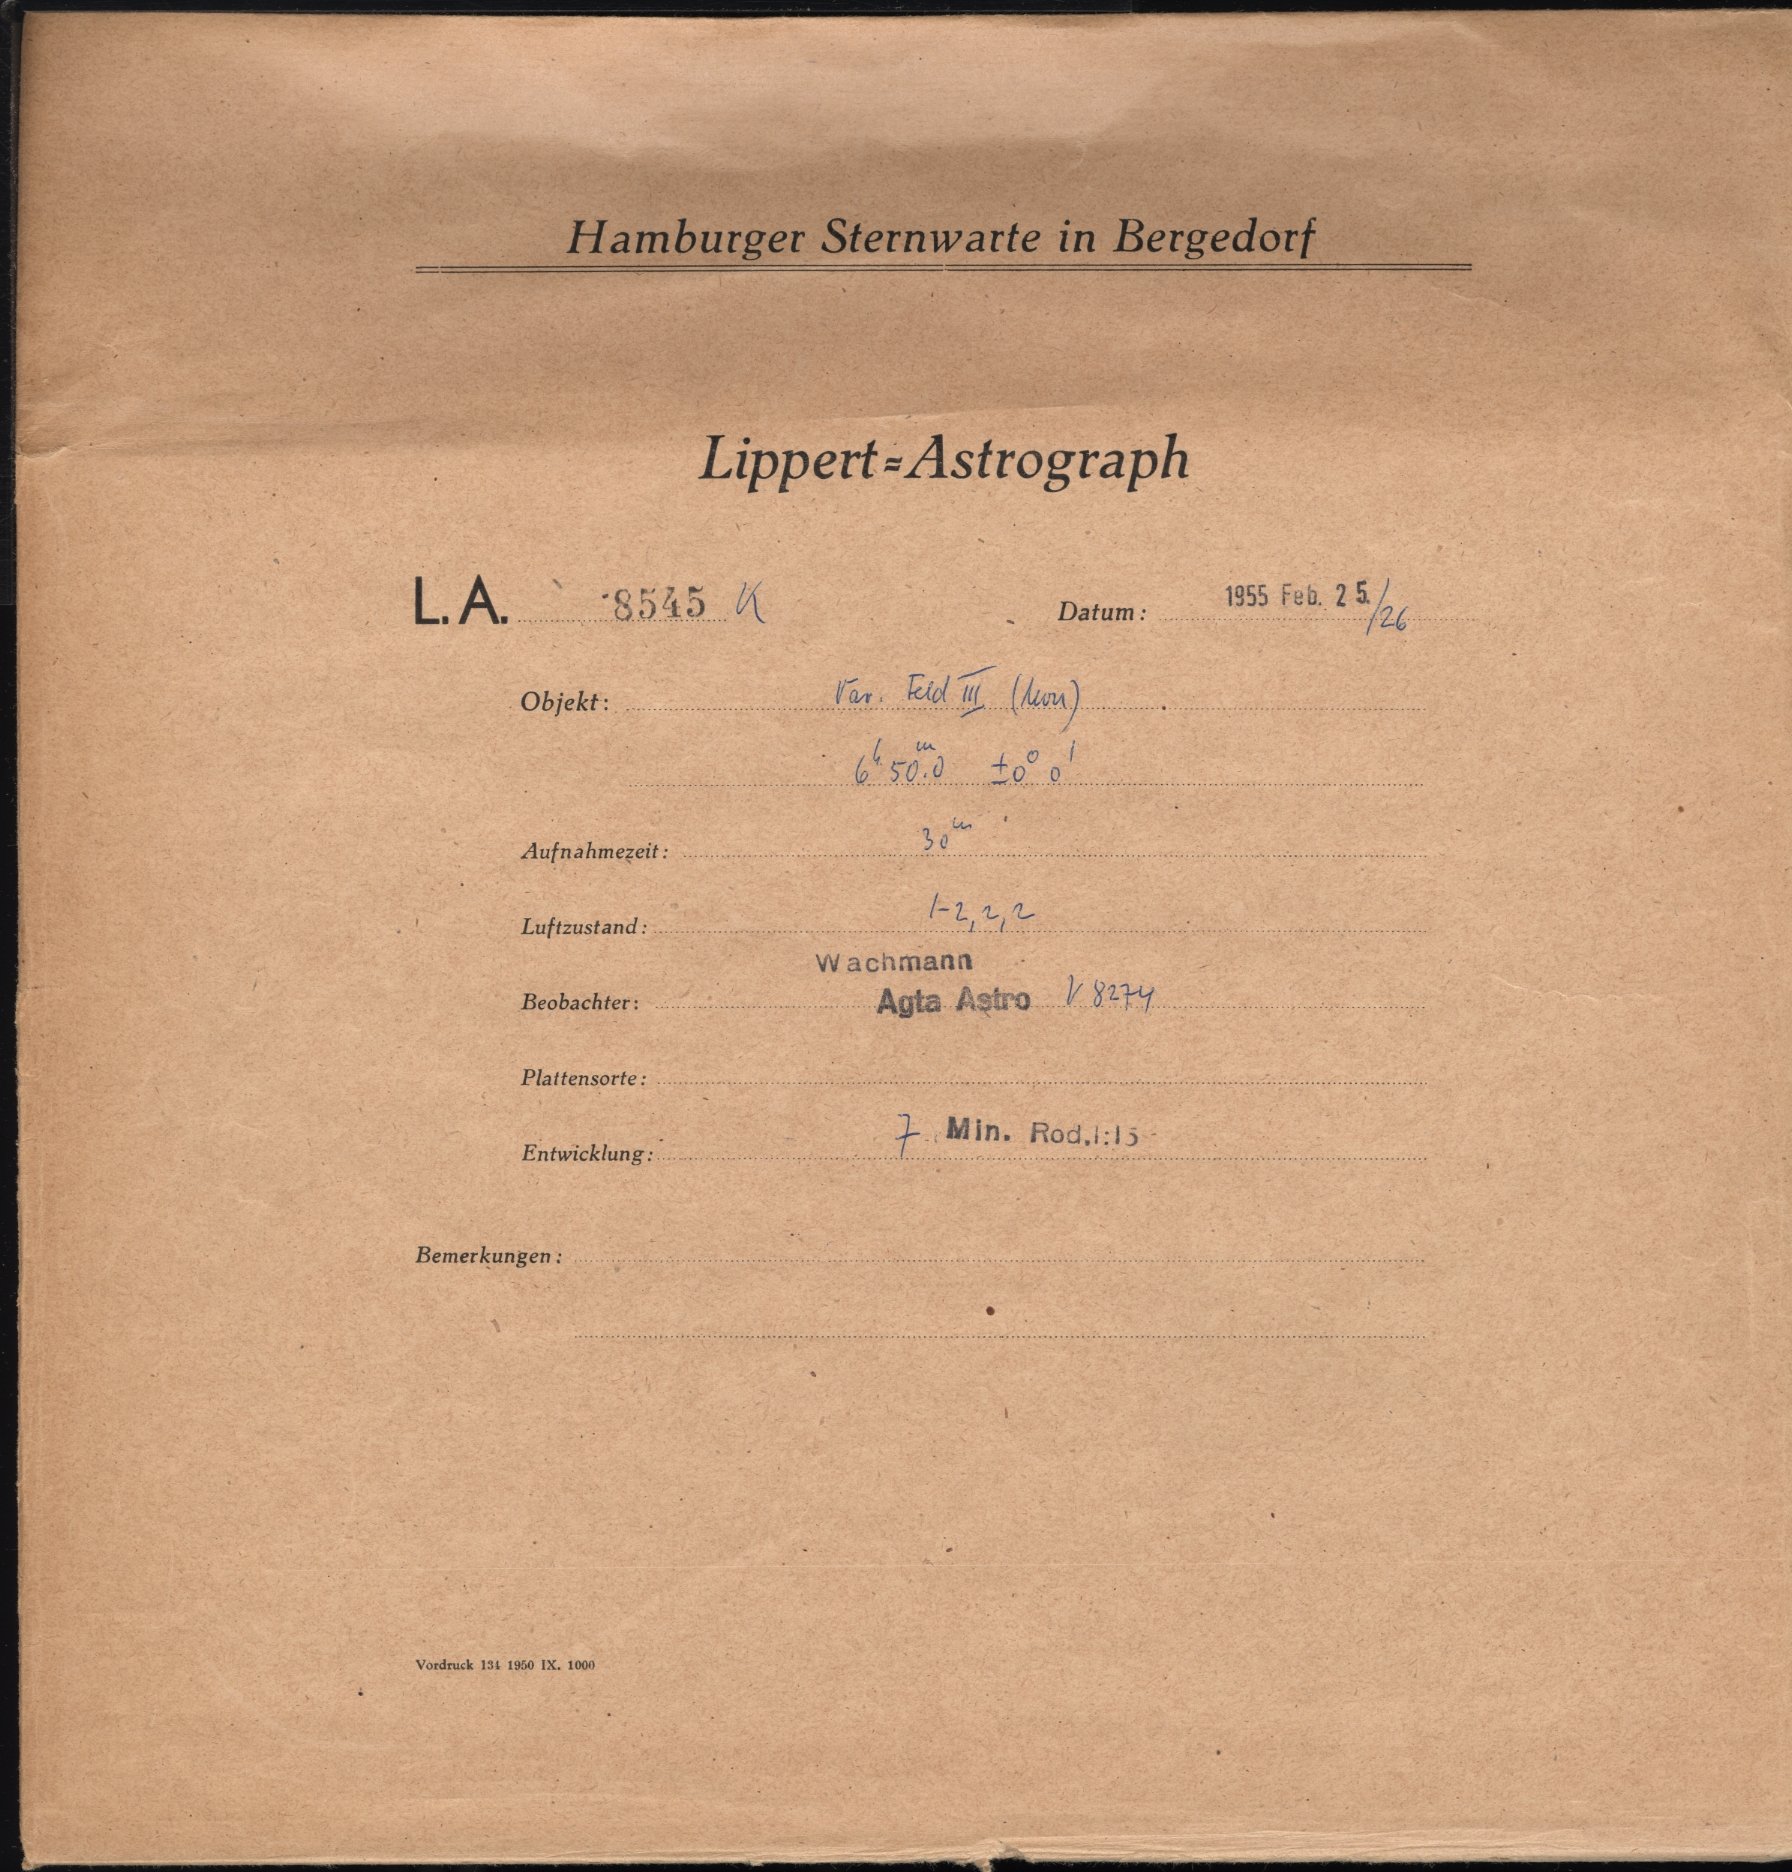 Hamburger Sternwarte in Bergedorf
Lippert=Astrograph
L. A. 8545 K Datum: 1955 Feb. 25./26
Objekt: Var. Feld III (Mon)
6ʰ 50.ᵐ0 ±0° 0'
Aufnahmezeit: 30ᵐ
Luftzustand: 1-2, 2, 2
Wachmann
Beobachter: Agfa Astro V 8274
Plattensorte:
Entwicklung: 7 Min. Rod. 1:15
Bemerkungen:
Vordruck 134 1950 IX. 1000